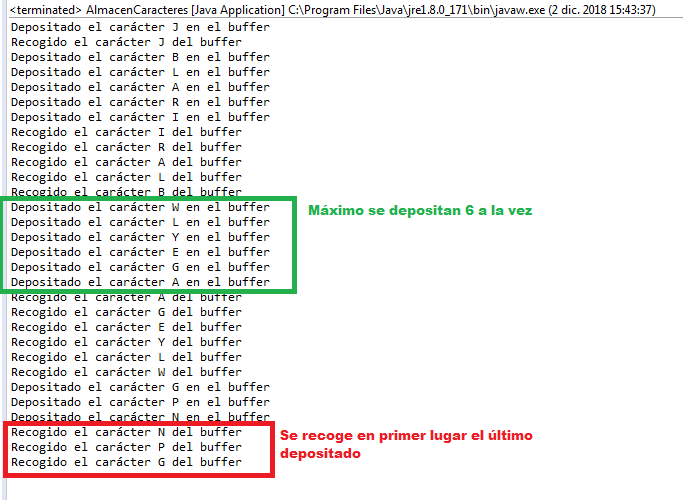 <terminated> AlmacenCaracteres [Java Application] C:\Program Files\Java\jre1.8.0_171\bin\javaw.exe (2 dic. 2018 15:43:37)
Depositado el carácter J en el buffer
Recogido el carácter J del buffer
Depositado el carácter B en el buffer
Depositado el carácter L en el buffer
Depositado el carácter A en el buffer
Depositado el carácter R en el buffer
Depositado el carácter I en el buffer
Recogido el carácter I del buffer
Recogido el carácter R del buffer
Recogido el carácter A del buffer
Recogido el carácter L del buffer
Recogido el carácter B del buffer
Depositado el carácter W en el buffer
Máximo se depositan 6 a la vez
Depositado el carácter L en el buffer
Depositado el carácter Y en el buffer
Depositado el carácter E en el buffer
Depositado el carácter G en el buffer
Depositado el carácter A en el buffer
Recogido el carácter A del buffer
Recogido el carácter G del buffer
Recogido el carácter E del buffer
Recogido el carácter Y del buffer
Recogido el carácter L del buffer
Recogido el carácter W del buffer
Depositado el carácter G en el buffer
Depositado el carácter P en el buffer
Depositado el carácter N en el buffer
Recogido el carácter N del buffer
Recogido el carácter P del buffer
Recogido el carácter G del buffer
Se recoge en primer lugar el último
depositado